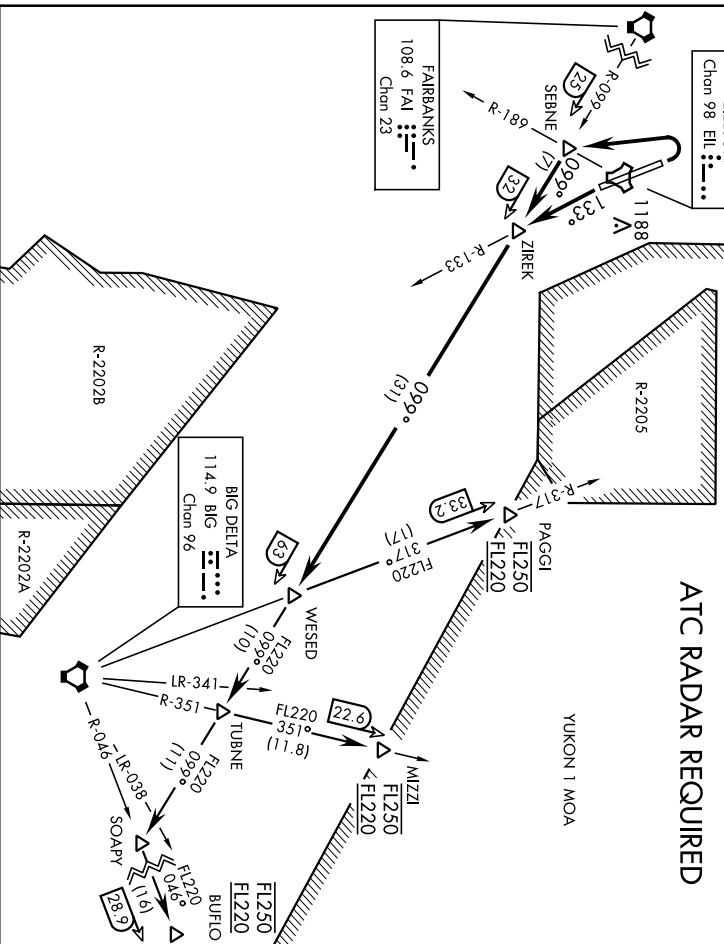 ATC RADAR REQUIRED
Chan 98 EIL
FAIRBANKS
108.6 FAI
Chan 23
R-099
25
SEBNE
R-189
099°
(7)
32
133°
1188
ZIREK
R-133
099°
(31)
R-2205
R-2202B
R-2202A
R-317
PAGGI
FL250
FL220
33.2
FL220
317°
(17)
63
WESED
BIG DELTA
114.9 BIG
Chan 96
FL220
099°
(10)
LR-341
R-351
TUBNE
FL220
351°
(11.8)
22.6
MIZZI
FL250
FL220
YUKON 1 MOA
FL220
099°
(11)
R-046
LR-038
SOAPY
FL220
046°
(16)
28.9
BUFLO
FL250
FL220